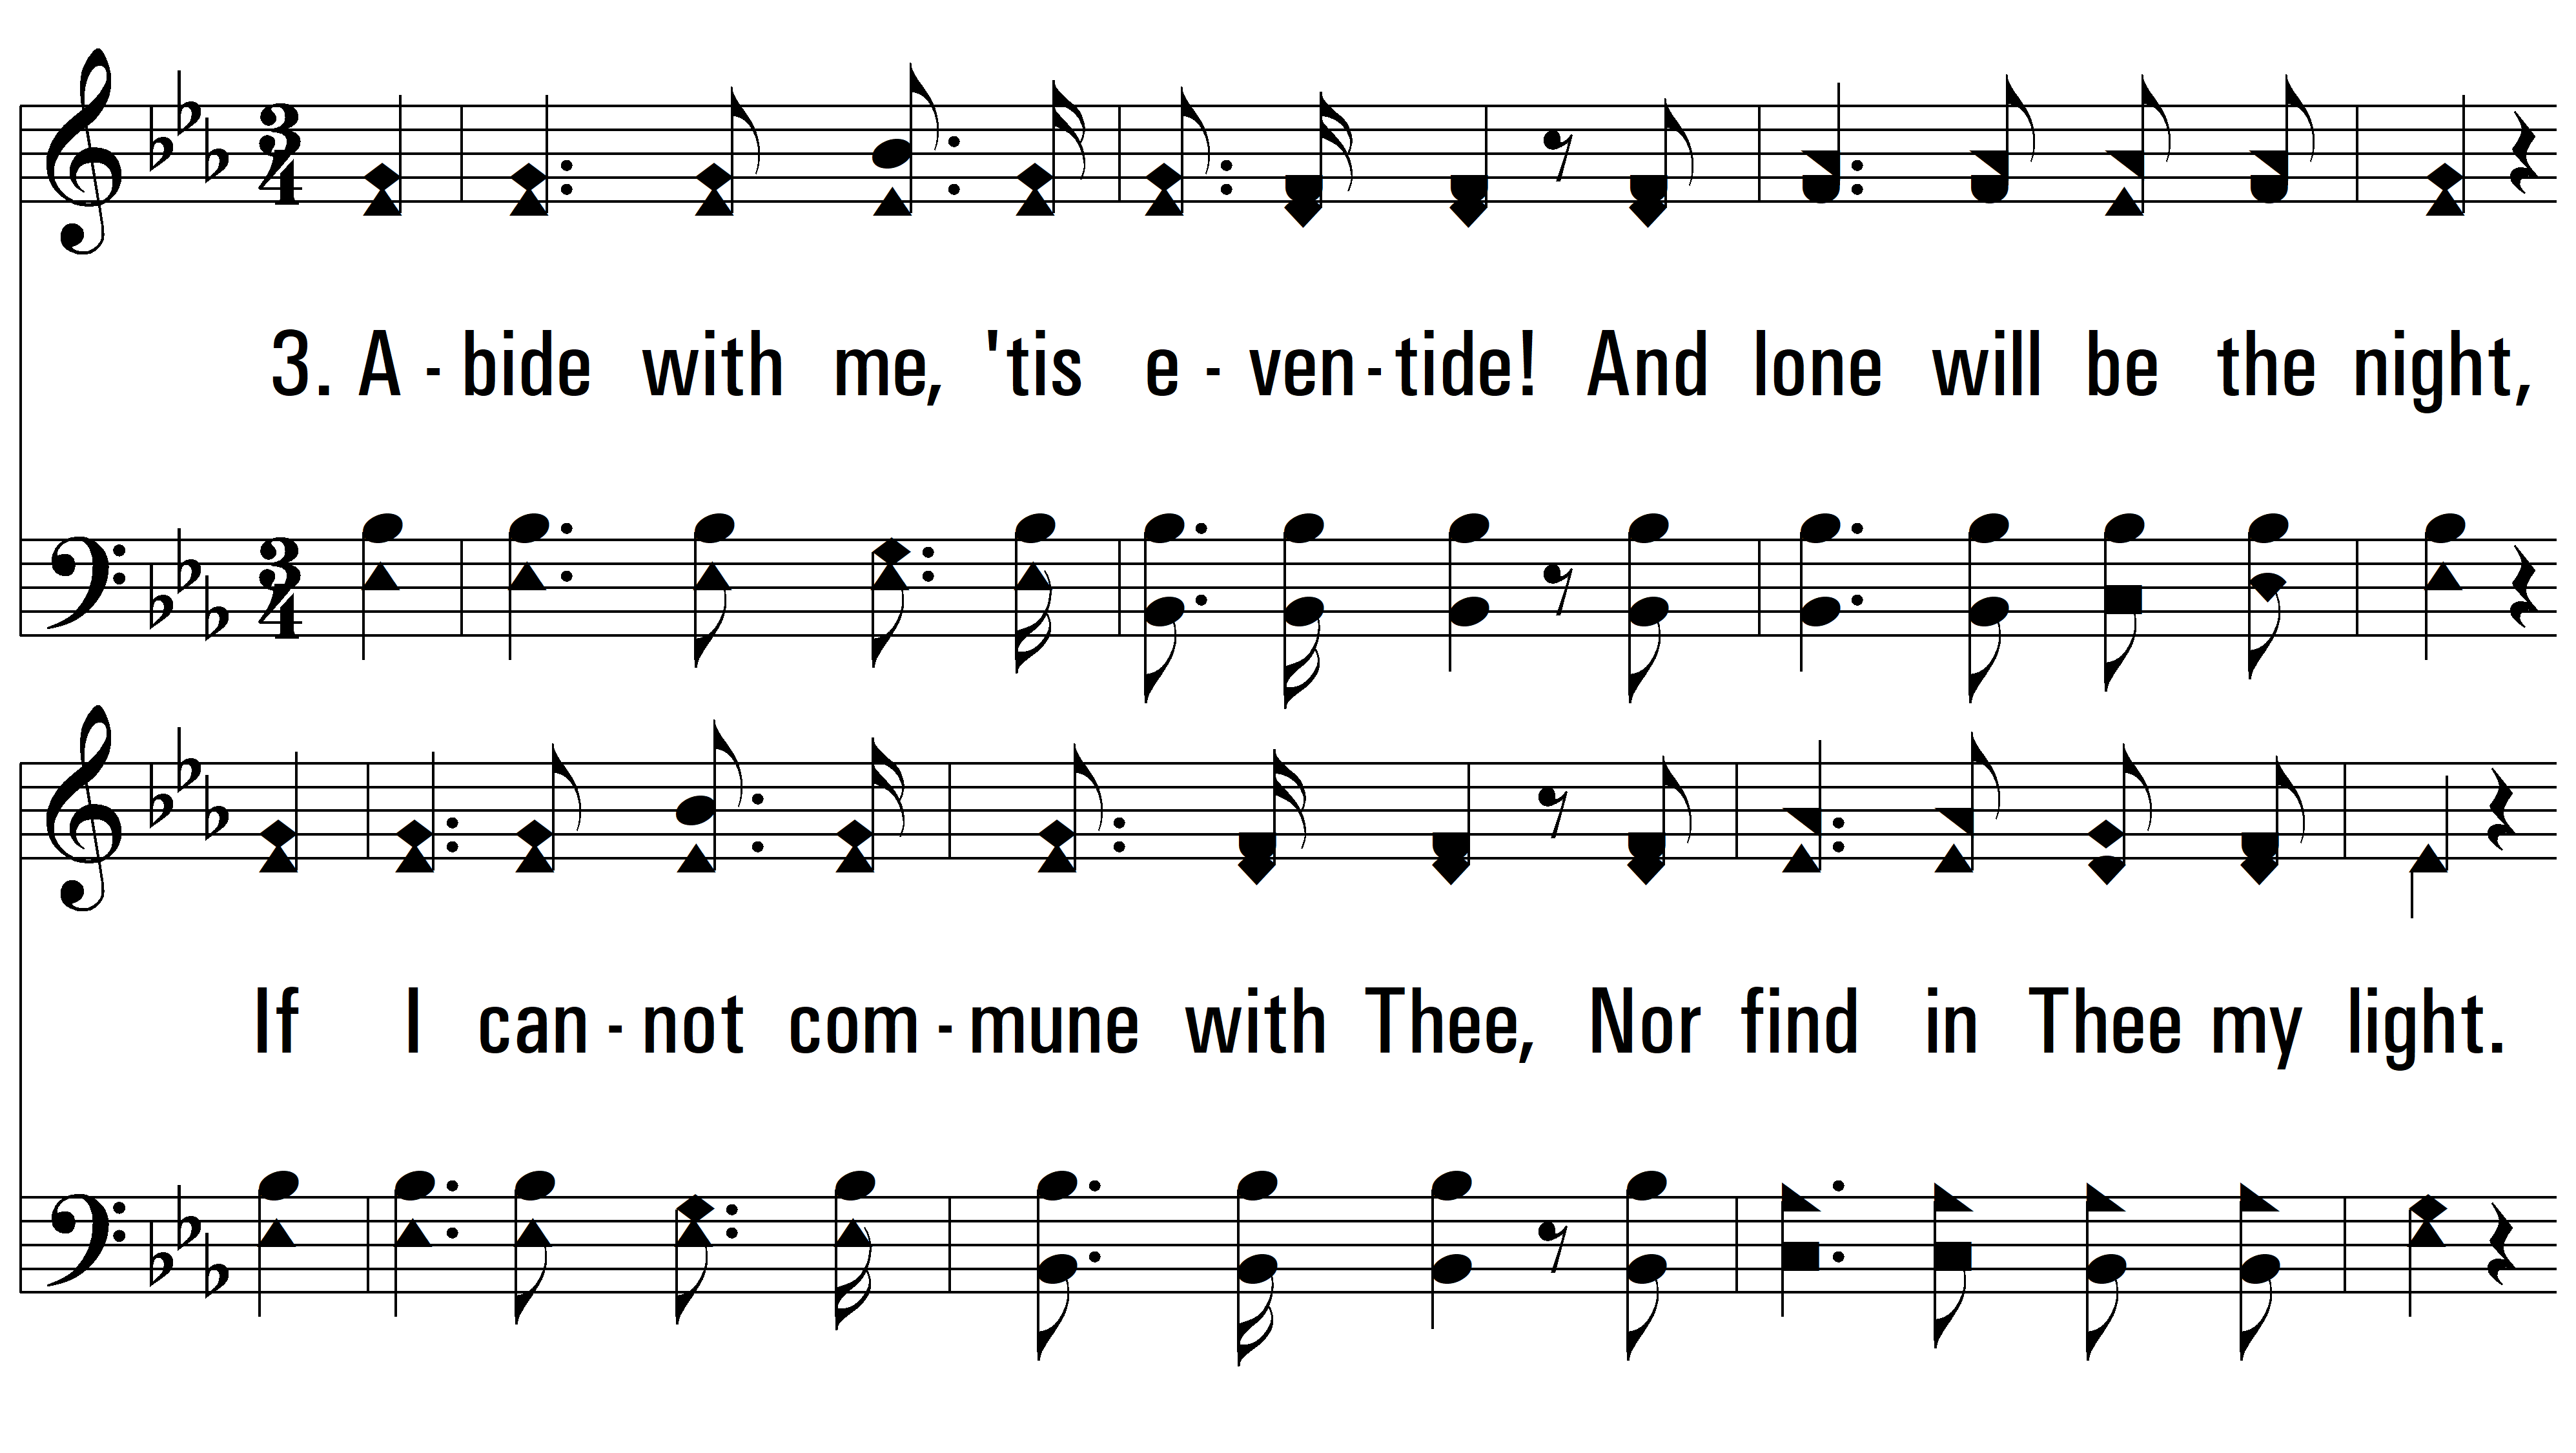 3. A - bide with me, 'tis e - ven - tide! And lone will be the night,
If I can - not com - mune with Thee, Nor find in Thee my light.